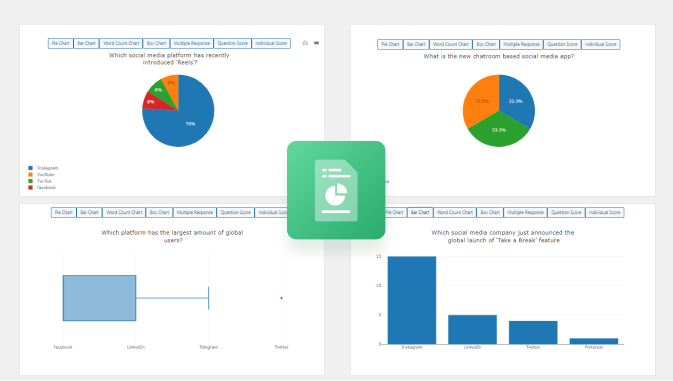 Pie Chart Bar Chart Word Count Chart Box Chart Multiple Response Question Score Individual Score
Which social media platform has recently
introduced 'Reels'?
8%
8%
8%
76%
Instagram
YouTube
Tic-Toc
Facebook
Pie Chart Bar Chart Word Count Chart Box Chart Multiple Response Question Score Individual Score
What is the new chatroom based social media app?
33.3%
33.3%
33.3%
Pie Chart Bar Chart Word Count Chart Box Chart Multiple Response Question Score Individual Scor
Which platform has the largest amount of global
users?
Facebook LinkedIn Telegram Twitter
Pie Chart Bar Chart Word Count Chart Box Chart Multiple Response Question Score Individual Score
Which social media company just announced the
global launch of 'Take a Break' feature
15
10
5
0
Instagram LinkedIn Twitter Pinterest